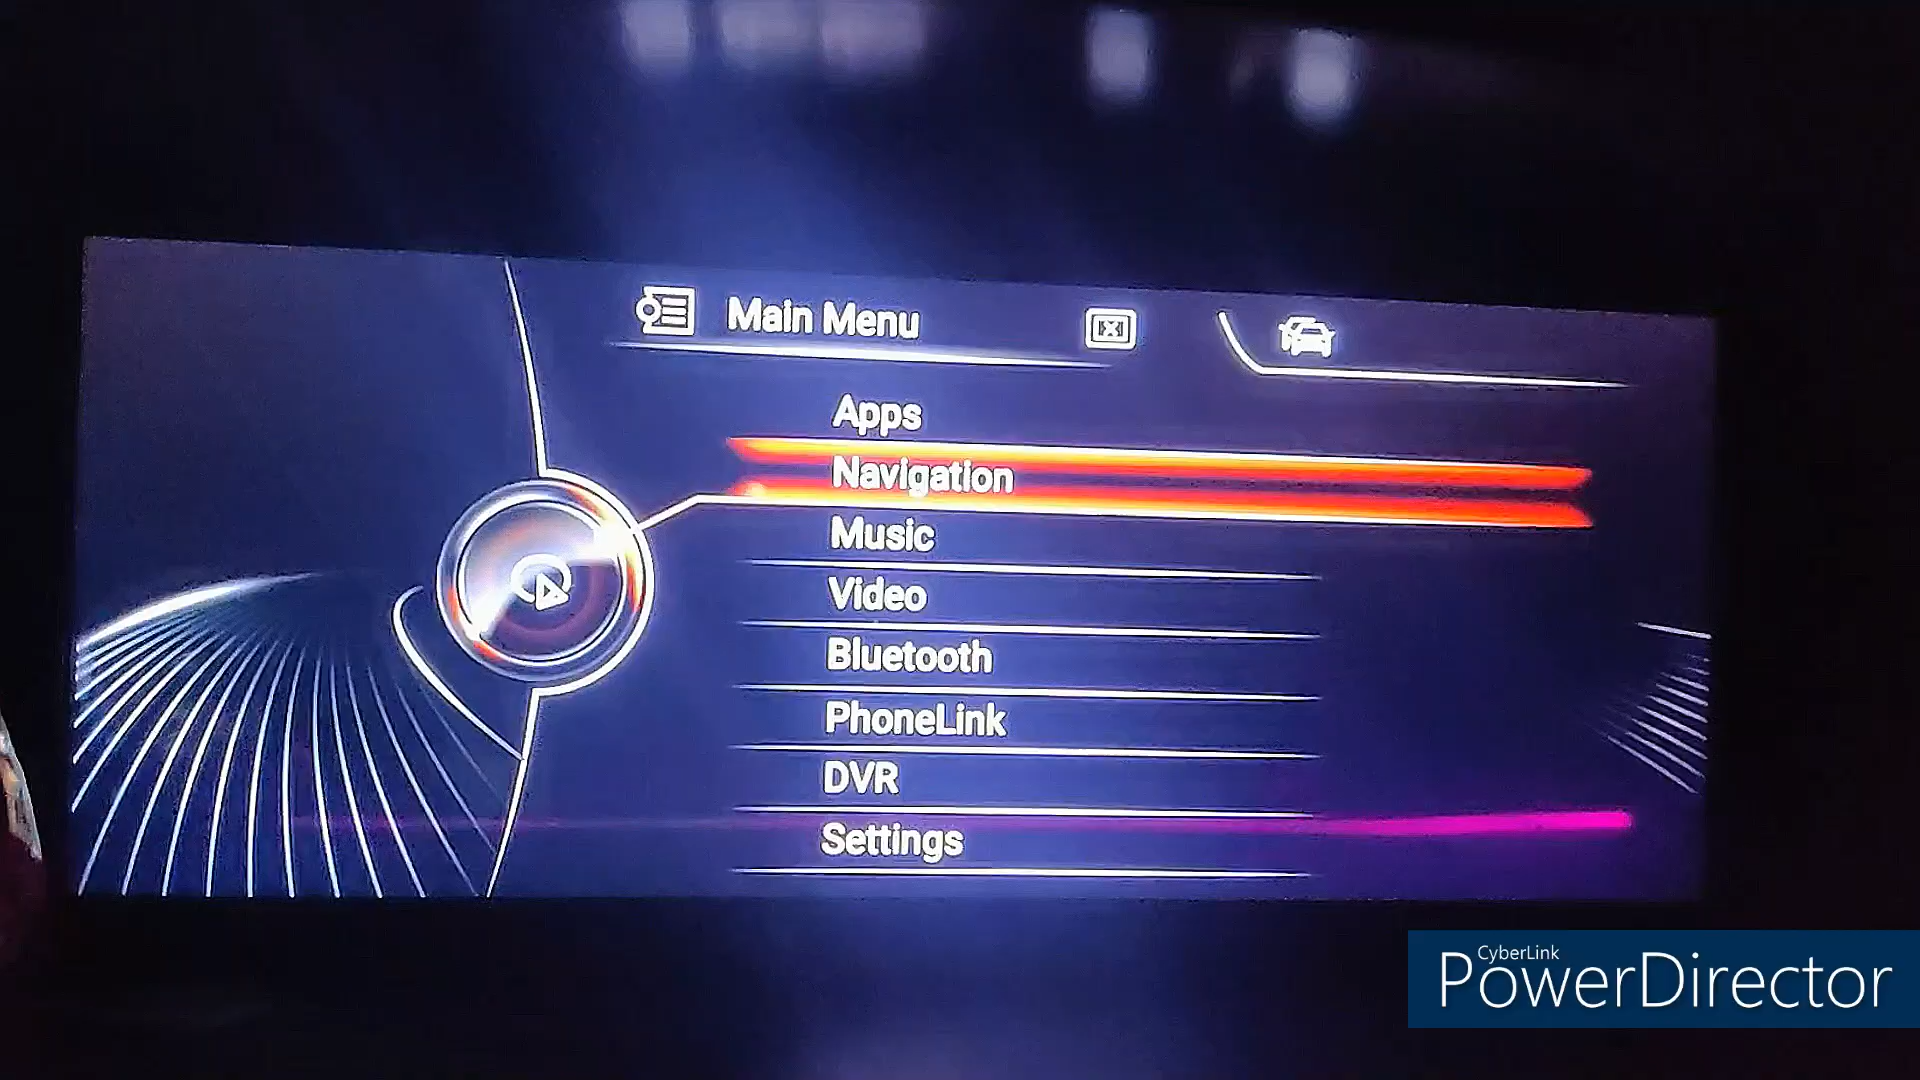 Main Menu
Apps
Navigation
Music
Video
Bluetooth
PhoneLink
DVR
Settings
CyberLink
PowerDirector